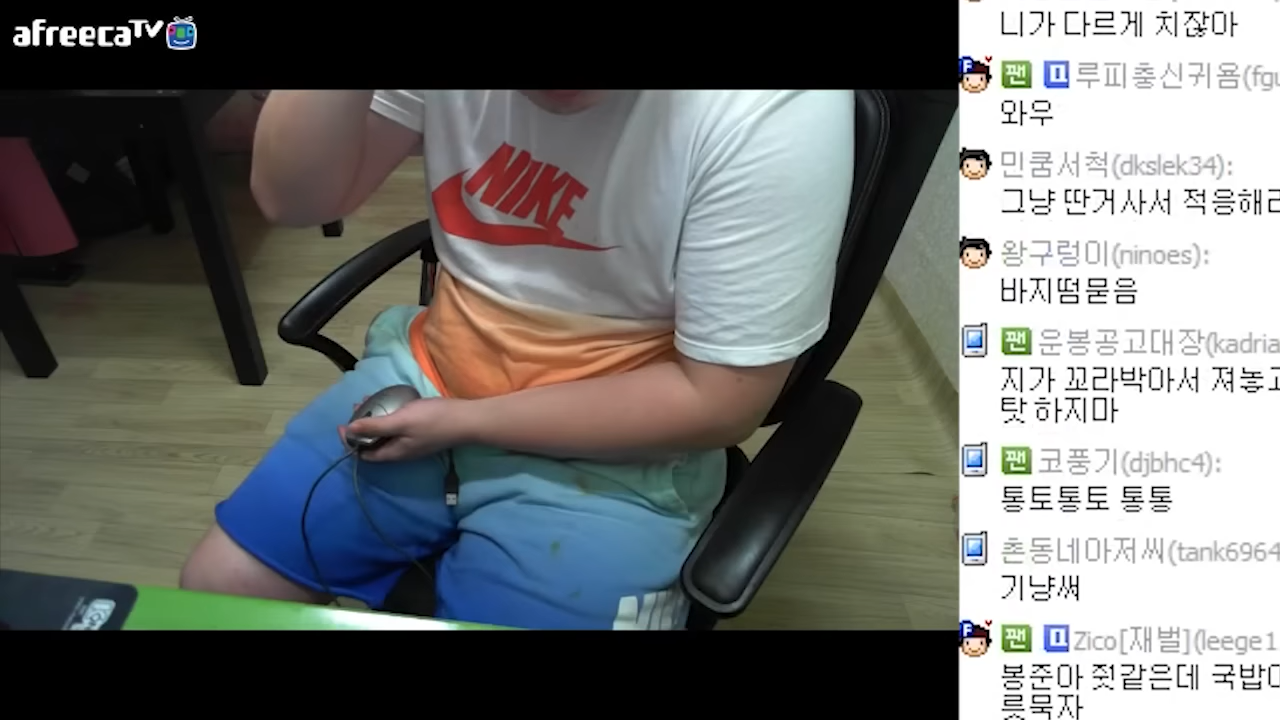 afreecaTV
NIKE
니가 다르게 치잖아
팬 루피충신귀욤(fgu
와우
민쿰서척(dkslek34):
그냥 딴거사서 적응해라
왕구렁이(ninoes):
바지떰묻음
팬 운봉공고대장(kadria
지가 꼬라박아서 져놓고
탓 하지마
팬 코풍기(djbhc4):
통토통토 통통
촌동네아저씨(tank6964
기냥써
팬 Zico[재벌](leege1
봉준아 줫같은데 국밥이
릇묵자